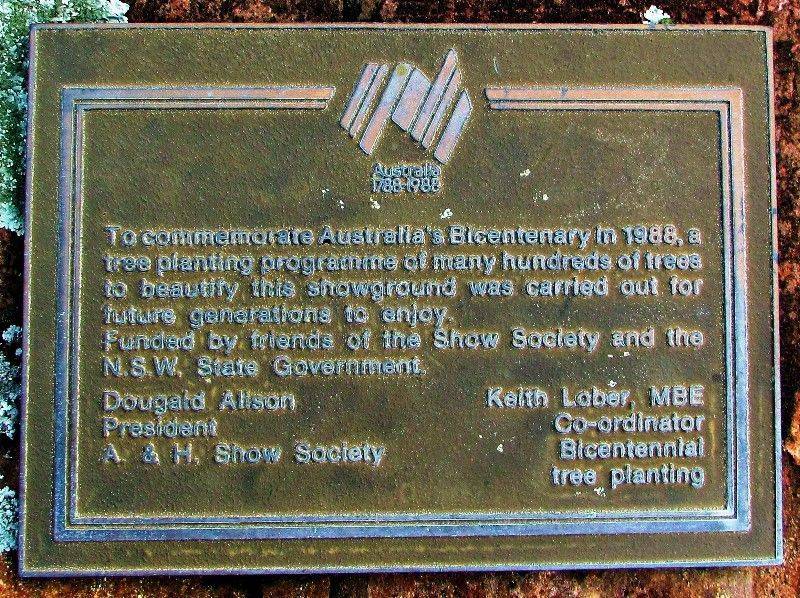 Australia
1788-1988
To commemorate Australia's Bicentenary in 1988, a
tree planting programme of many hundreds of trees
to beautify this showground was carried out for
future generations to enjoy.
Funded by friends of the Show Society and the
N.S.W. State Government.
Dougald Alison
President
A. & H. Show Society
Keith Lober, MBE
Co-ordinator
Bicentennial
tree planting